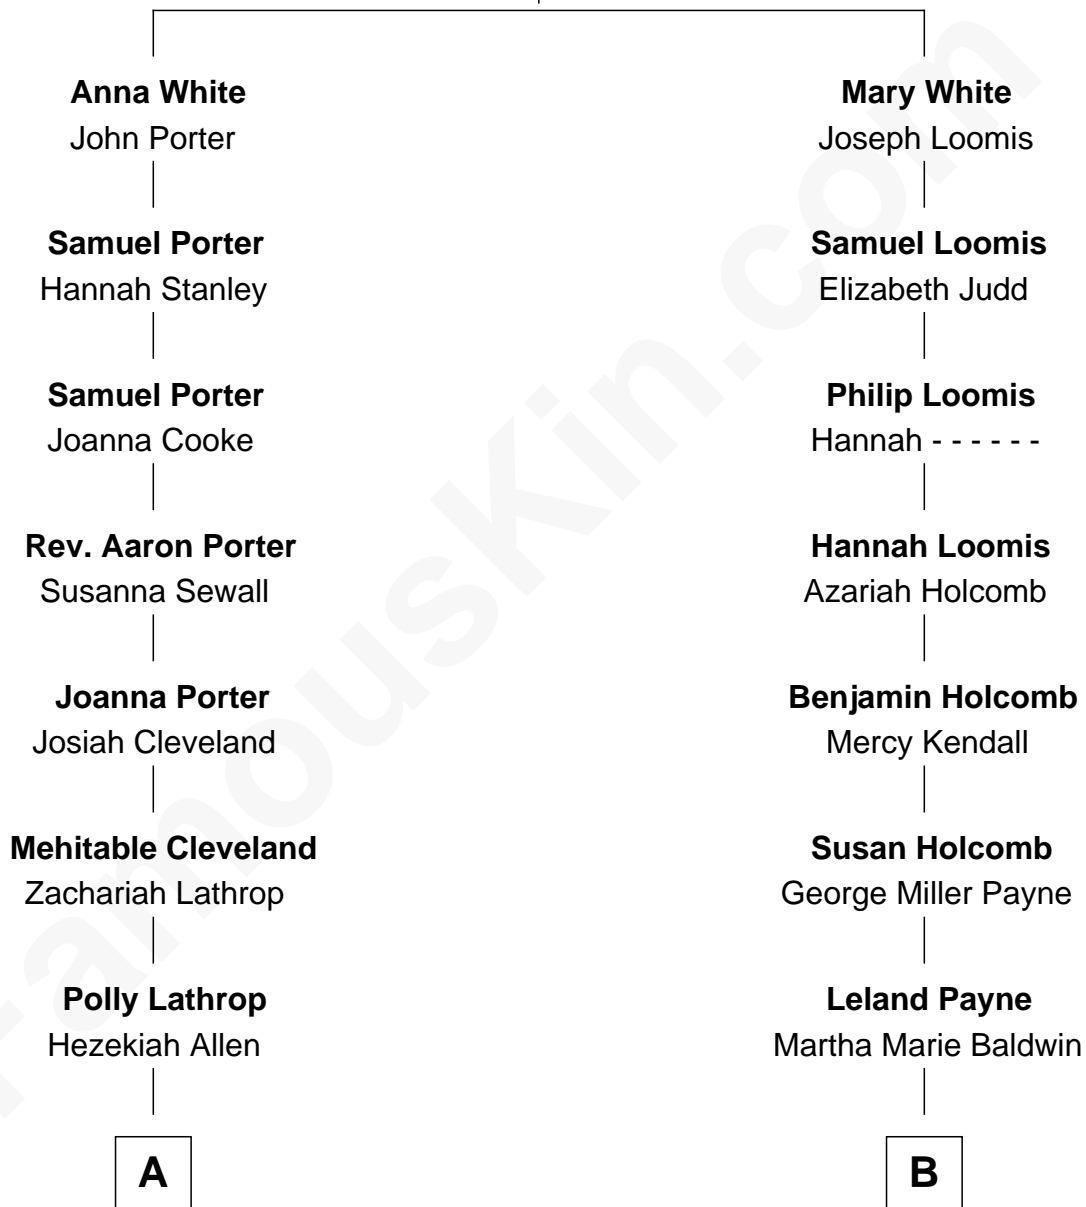 Anna White
John Porter
Mary White
Joseph Loomis
Samuel Porter
Hannah Stanley
Samuel Loomis
Elizabeth Judd
Samuel Porter
Joanna Cooke
Philip Loomis
Hannah - - - - - -
Rev. Aaron Porter
Susanna Sewall
Hannah Loomis
Azariah Holcomb
Joanna Porter
Josiah Cleveland
Benjamin Holcomb
Mercy Kendall
Mehitable Cleveland
Zachariah Lathrop
Susan Holcomb
George Miller Payne
Polly Lathrop
Hezekiah Allen
Leland Payne
Martha Marie Baldwin
A
B
FamousKin.com